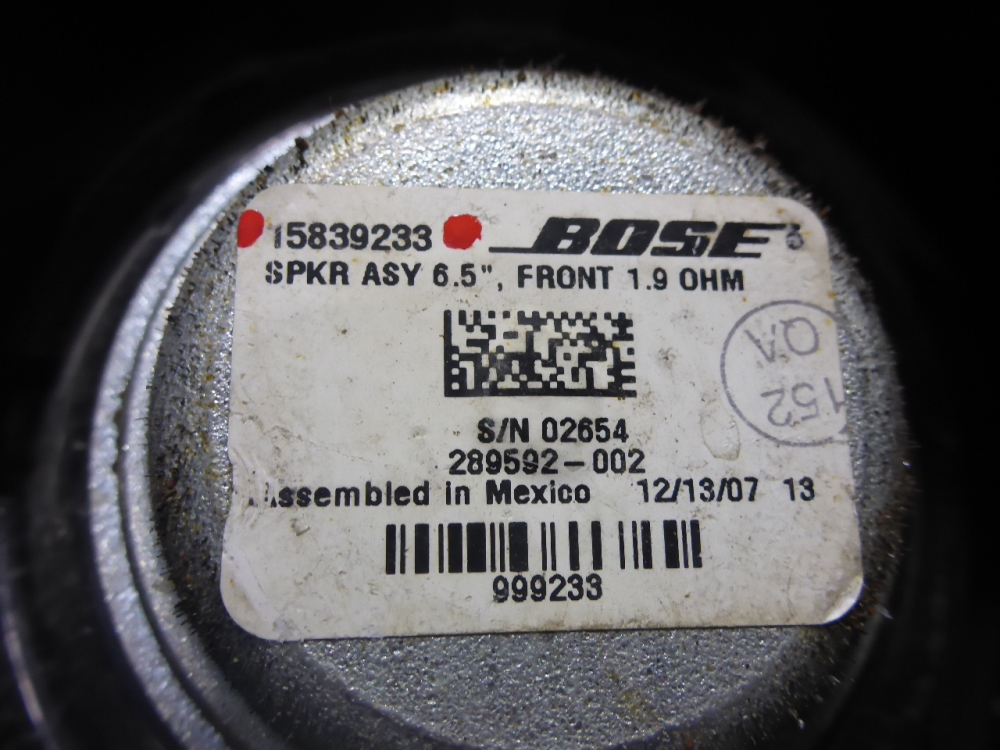 15839233 BOSE®
SPKR ASY 6.5", FRONT 1.9 OHM
QA
152
S/N 02654
289592-002
Assembled in Mexico 12/13/07 13
999233